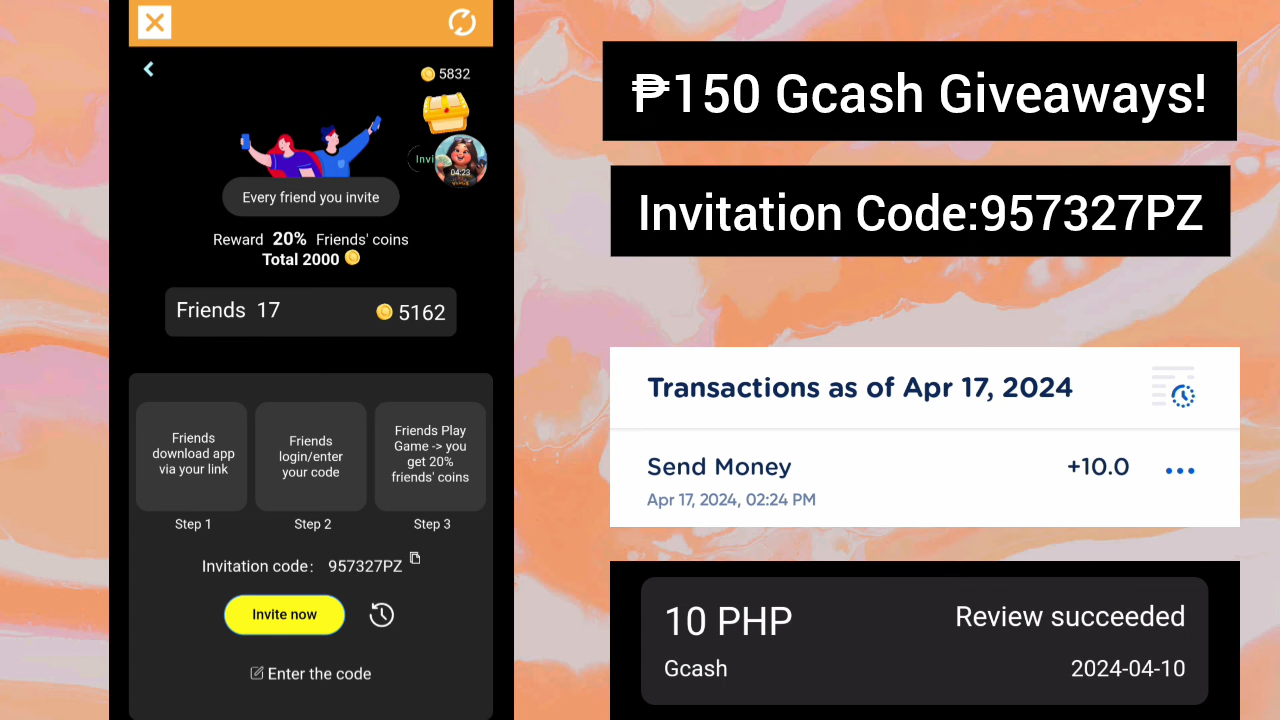 5832
Invi
04:23
Every friend you invite
Reward 20% Friends' coins
Total 2000
Friends 17
5162
Friends
download app
via your link
Step 1
Friends
login/enter
your code
Step 2
Friends Play
Game -> you
get 20%
friends' coins
Step 3
Invitation code: 957327PZ
Invite now
Enter the code
₱150 Gcash Giveaways!
Invitation Code:957327PZ
Transactions as of Apr 17, 2024
Send Money +10.0
Apr 17, 2024, 02:24 PM
10 PHP Review succeeded
Gcash 2024-04-10